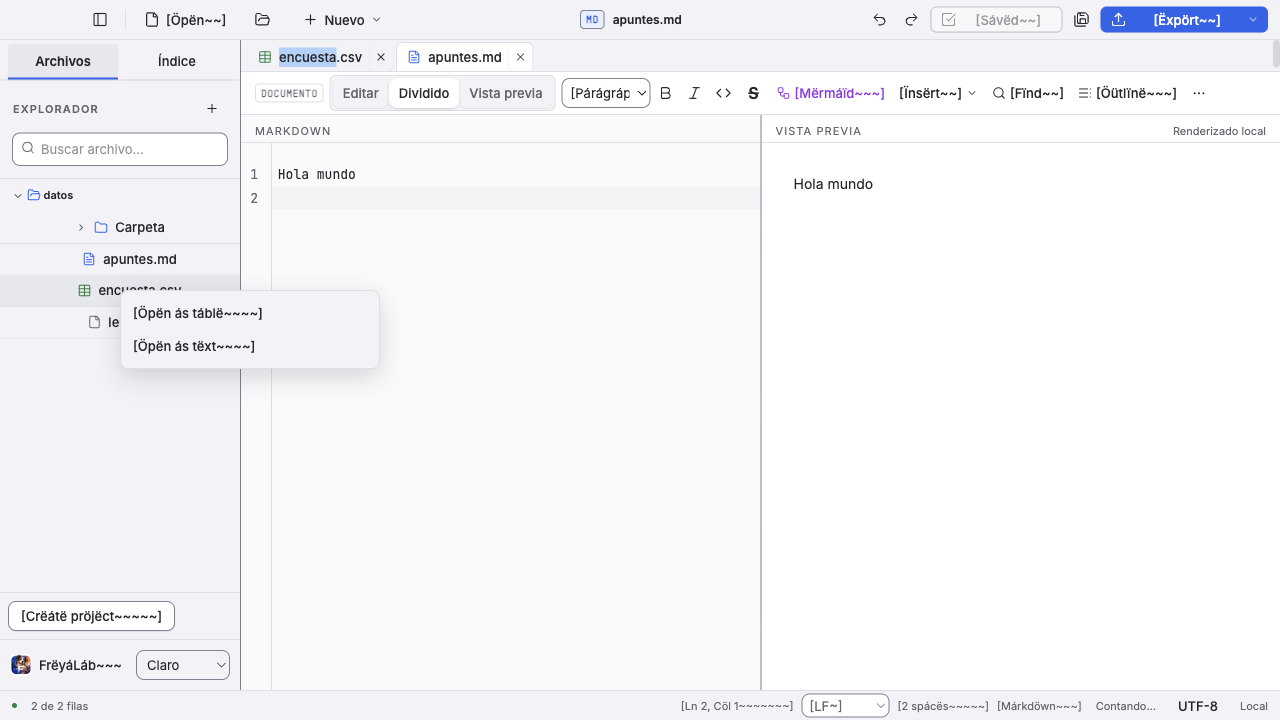 [Öpën~~]
Nuevo
MD apuntes.md
[Sávëd~~]
[Ëxpört~~]
Archivos
Índice
encuesta.csv
apuntes.md
EXPLORADOR
DOCUMENTO
Editar
Dividido
Vista previa
[Párágráp
B
I
S
[Mërmáïd~~~]
[Ïnsërt~~]
[Fïnd~~]
[Öütlïnë~~~]
Buscar archivo...
datos
Carpeta
apuntes.md
encuesta.csv
le
[Öpën ás táblë~~~~]
[Öpën ás tëxt~~~~]
MARKDOWN
1 Hola mundo
2
VISTA PREVIA
Renderizado local
Hola mundo
[Crëátë pröjëct~~~~~]
FrëyáLáb~~~
Claro
2 de 2 filas
[Ln 2, Cöl 1~~~~~~~]
[LF~]
[2 spácës~~~~~]
[Márkdöwn~~~]
Contando...
UTF-8
Local